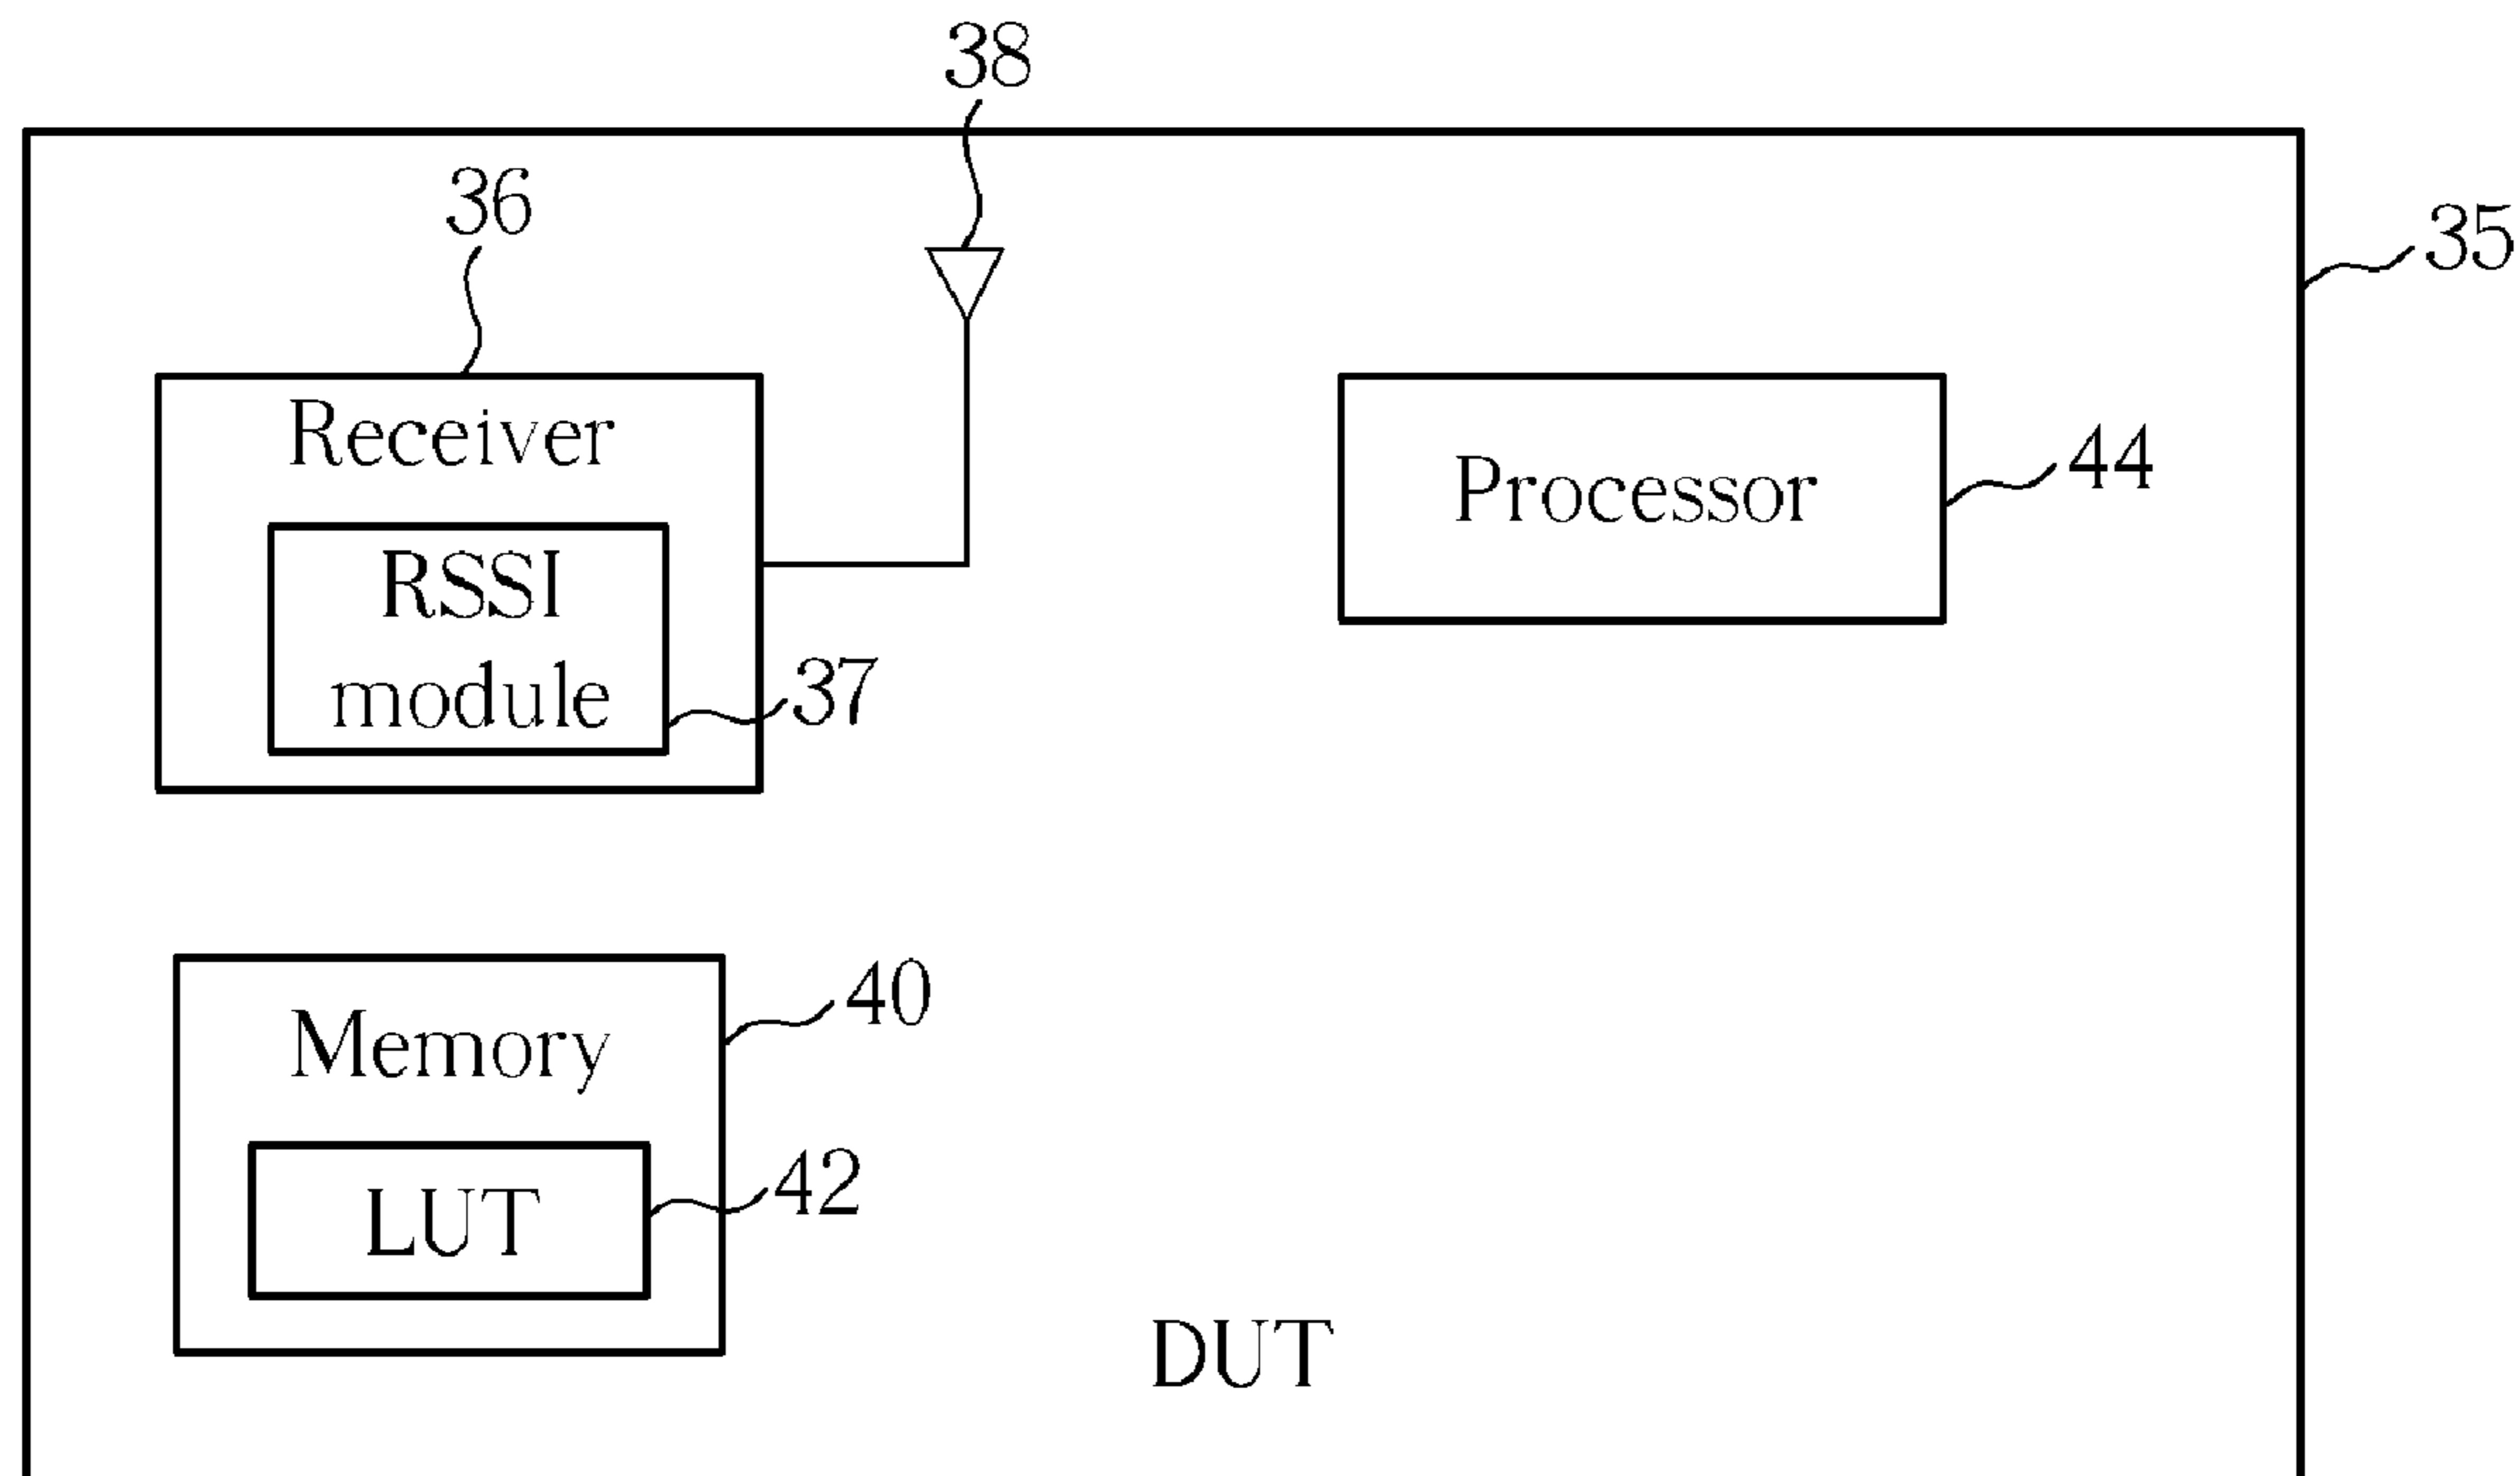 38
36
35
Receiver
Processor
44
RSSI
module
37
Memory
40
LUT
42
DUT